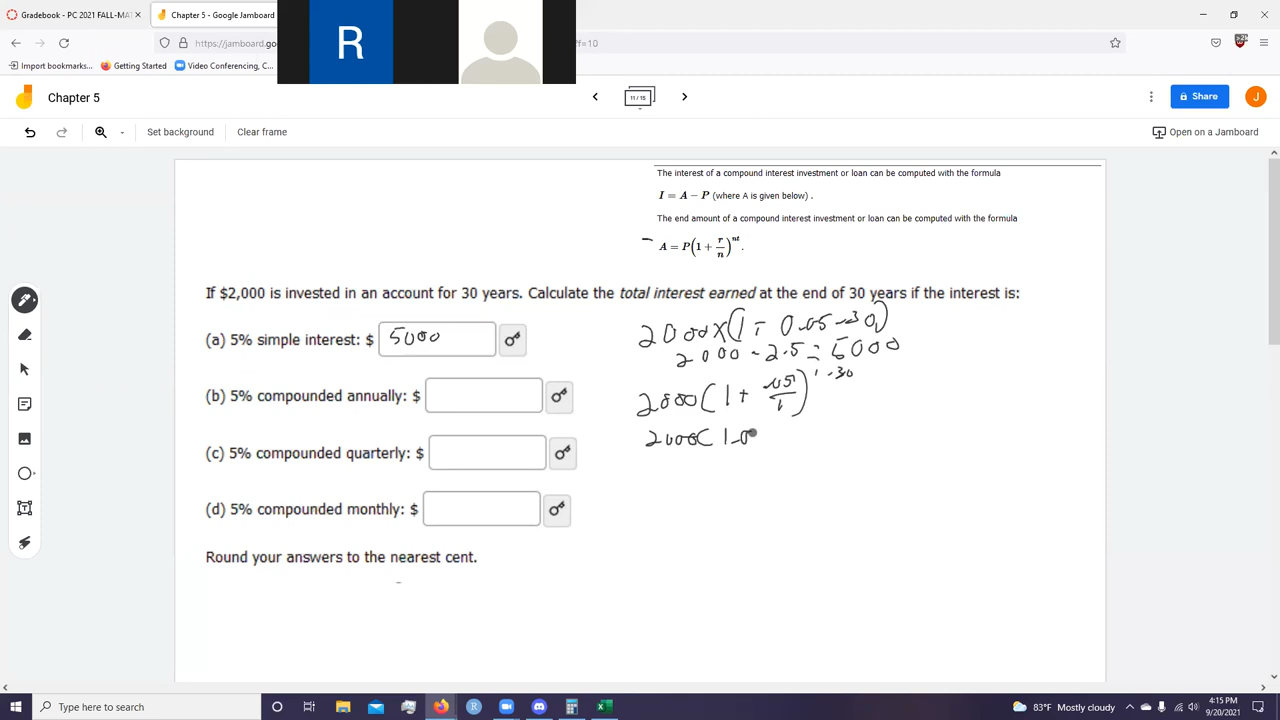 Gradebook - PC 2021 FALL-MAT
Chapter 5 - Google Jamboard
https://jamboard.go
ff=10
Import bookmarks...
Getting Started
Video Conferencing, C...
R
Chapter 5
11 / 15
Share
J
Set background
Clear frame
Open on a Jamboard
The interest of a compound interest investment or loan can be computed with the formula
I = A − P (where A is given below) .
The end amount of a compound interest investment or loan can be computed with the formula
A = P(1 + r/n)^nt.
If $2,000 is invested in an account for 30 years. Calculate the total interest earned at the end of 30 years if the interest is:
(a) 5% simple interest: $ 5000
2000 - 2.5 = 5000
(b) 5% compounded annually: $
2000(1 + .05/1)^1.30
(c) 5% compounded quarterly: $
2000(1.0
(d) 5% compounded monthly: $
Round your answers to the nearest cent.
Type here to search
83°F Mostly cloudy
4:15 PM
9/20/2021